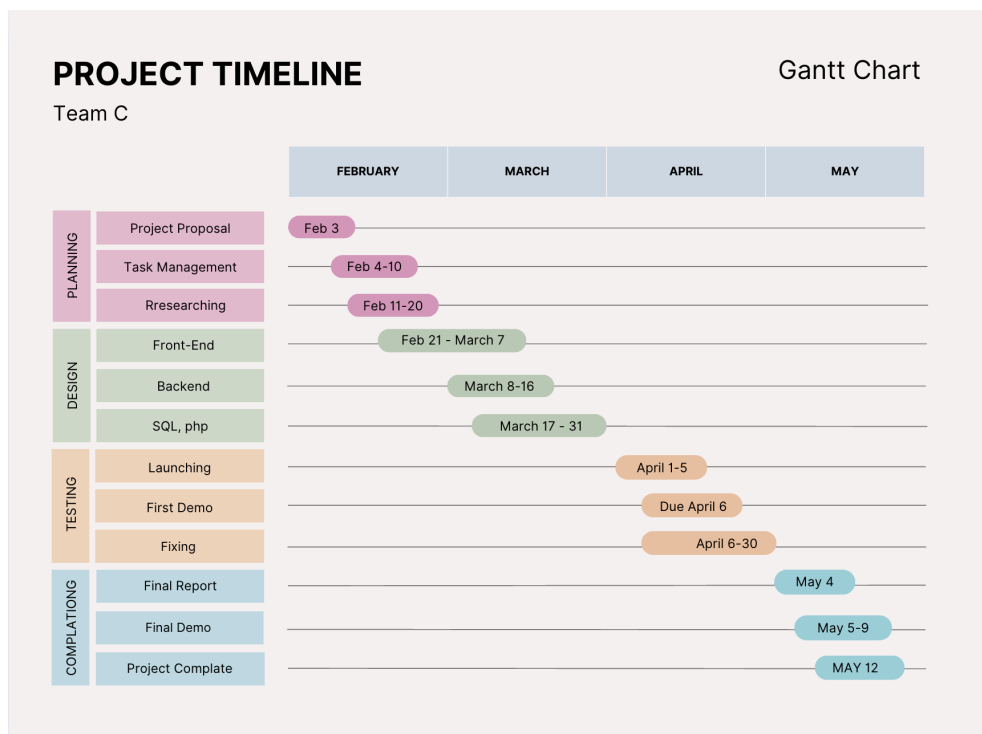 PROJECT TIMELINE
Gantt Chart
Team C
FEBRUARY MARCH APRIL MAY
PLANNING
Project Proposal Feb 3
Task Management Feb 4-10
Rresearching Feb 11-20
DESIGN
Front-End Feb 21 - March 7
Backend March 8-16
SQL, php March 17 - 31
TESTING
Launching April 1-5
First Demo Due April 6
Fixing April 6-30
COMPLATIONG
Final Report May 4
Final Demo May 5-9
Project Complate MAY 12